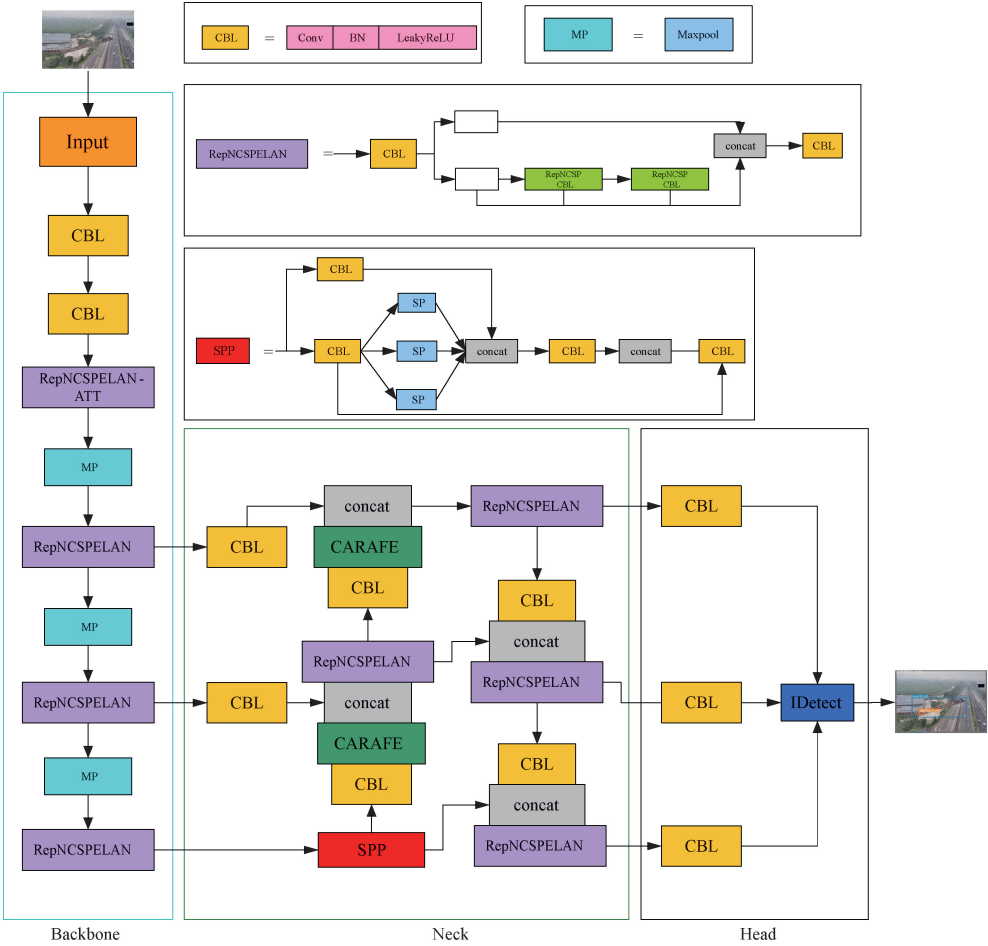 CBL = Conv BN LeakyReLU
MP = Maxpool
Input
CBL
CBL
RepNCSPELAN-
ATT
MP
RepNCSPELAN
MP
RepNCSPELAN
MP
RepNCSPELAN
Backbone
RepNCSPELAN = CBL
RepNCSP
CBL
RepNCSP
CBL
concat
CBL
SPP =
CBL
CBL
SP
SP
SP
concat
CBL
concat
CBL
CBL
concat
CARAFE
CBL
RepNCSPELAN
CBL
concat
CARAFE
CBL
SPP
RepNCSPELAN
CBL
concat
RepNCSPELAN
CBL
concat
RepNCSPELAN
Neck
CBL
CBL
CBL
IDetect
Head